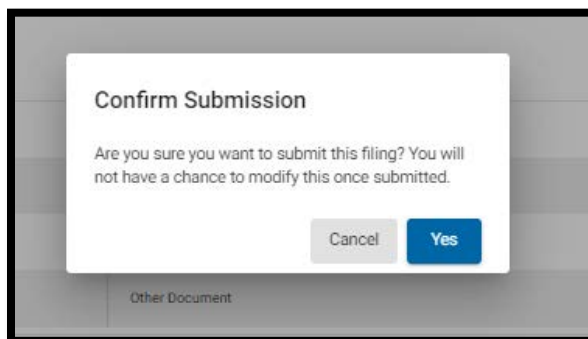 Confirm Submission
Are you sure you want to submit this filing? You will
not have a chance to modify this once submitted.
Cancel Yes
Other Document